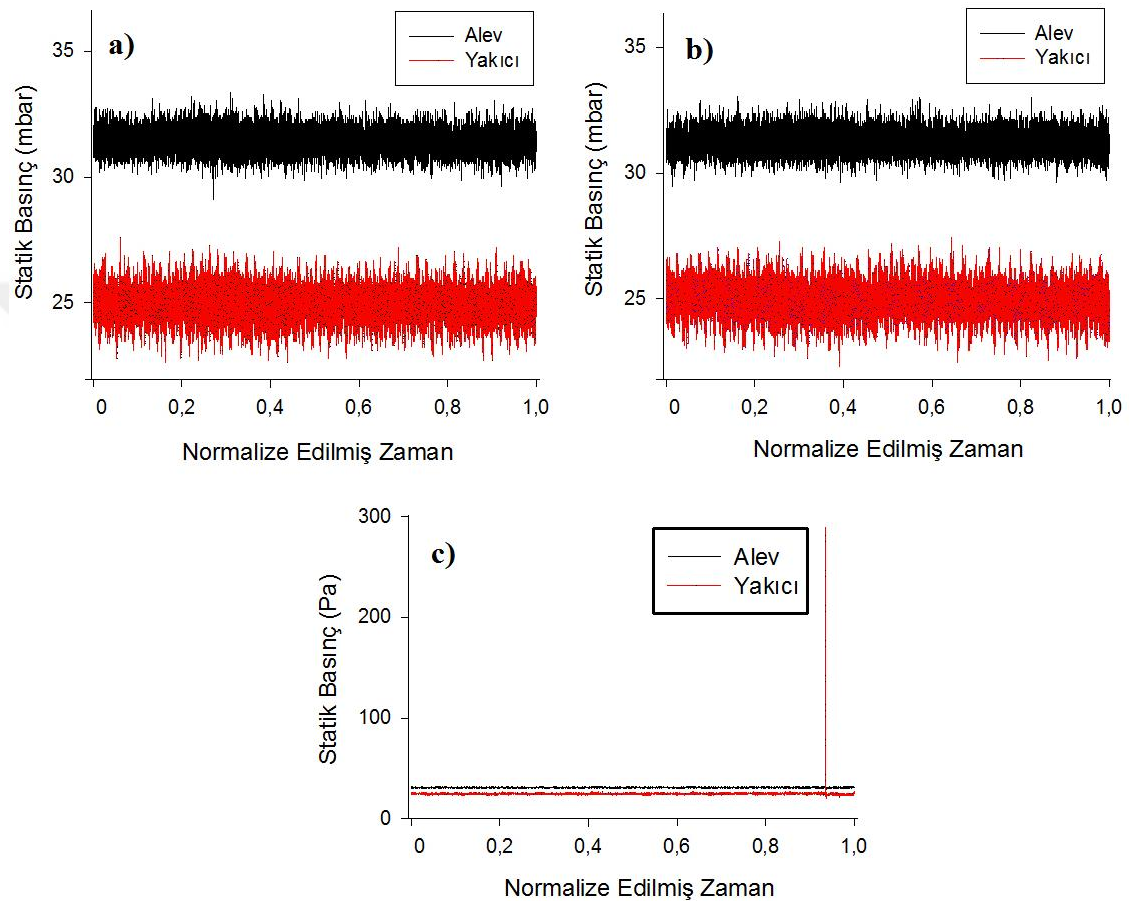 a)
Alev
Yakıcı
35
30
25
Statik Basınç (mbar)
0 0,2 0,4 0,6 0,8 1,0
Normalize Edilmiş Zaman
b)
Alev
Yakıcı
35
30
25
Statik Basınç (mbar)
0 0,2 0,4 0,6 0,8 1,0
Normalize Edilmiş Zaman
c)
Alev
Yakıcı
300
200
100
0
Statik Basınç (Pa)
0 0,2 0,4 0,6 0,8 1,0
Normalize Edilmiş Zaman